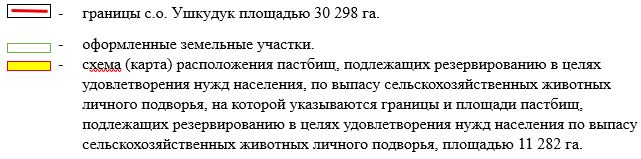 - границы с.о. Ушкудук площадью 30 298 га.
- оформленные земельные участки.
- схема (карта) расположения пастбищ, подлежащих резервированию в целях
удовлетворения нужд населения, по выпасу сельскохозяйственных животных
личного подворья, на которой указываются границы и площади пастбищ,
подлежащих резервированию в целях удовлетворения нужд населения по выпасу
сельскохозяйственных животных личного подворья, площадью 11 282 га.